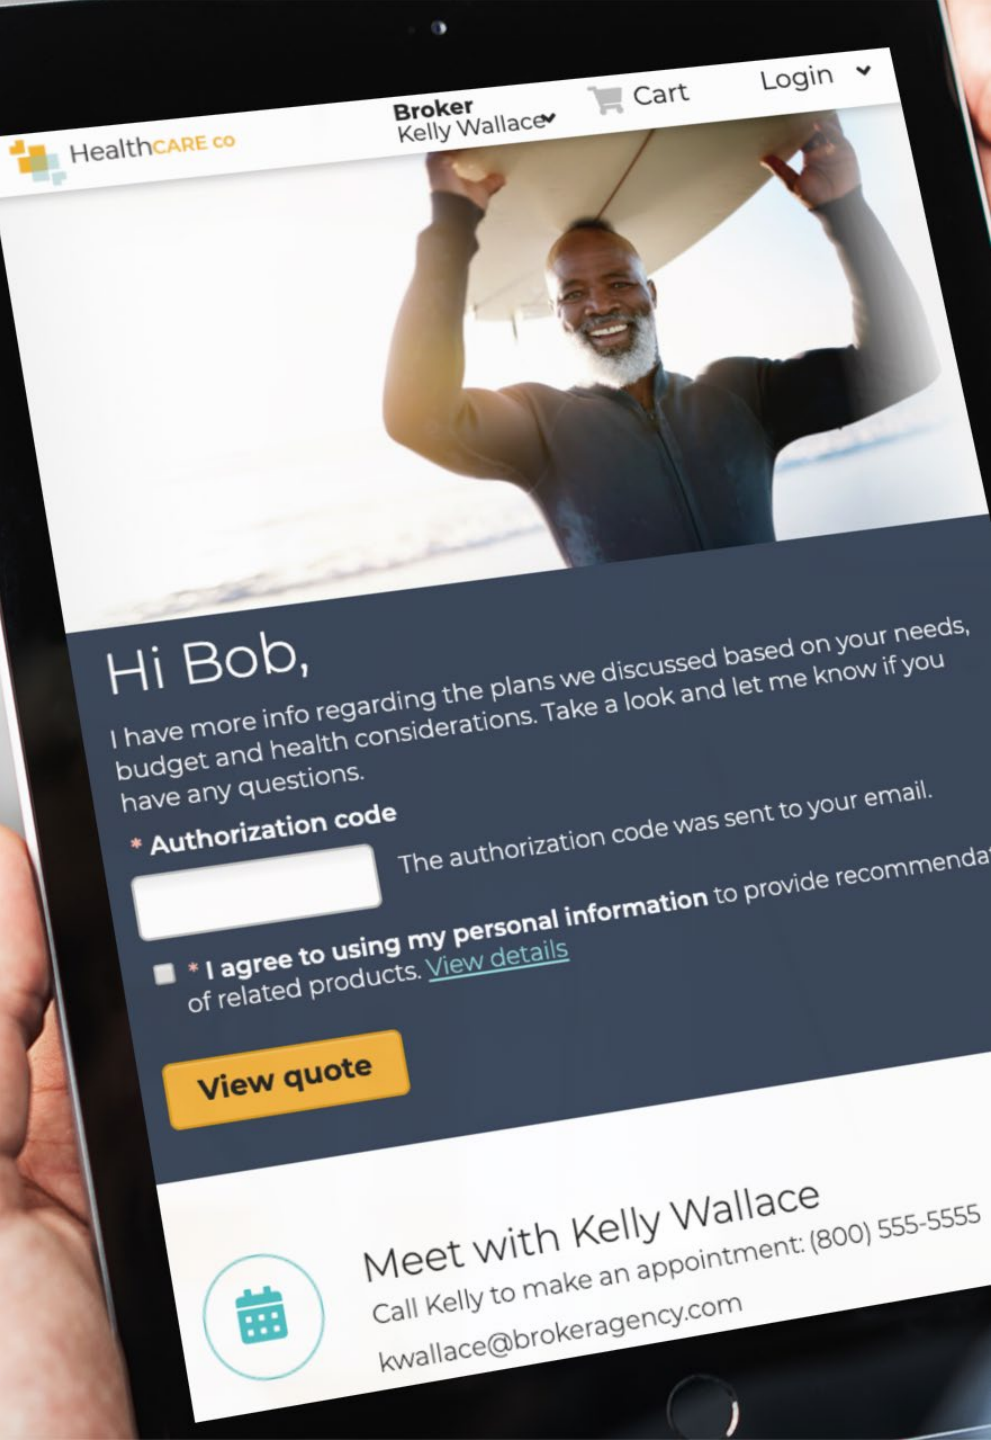 HealthCARE co
Broker
Kelly Wallace
Cart
Login
Hi Bob,
I have more info regarding the plans we discussed based on your needs,
budget and health considerations. Take a look and let me know if you
have any questions.
* Authorization code
The authorization code was sent to your email.
* I agree to using my personal information to provide
of related products. View details
View quote
Meet with Kelly Wallace
Call Kelly to make an appointment: (800) 555-5555
kwallace@brokeragency.com